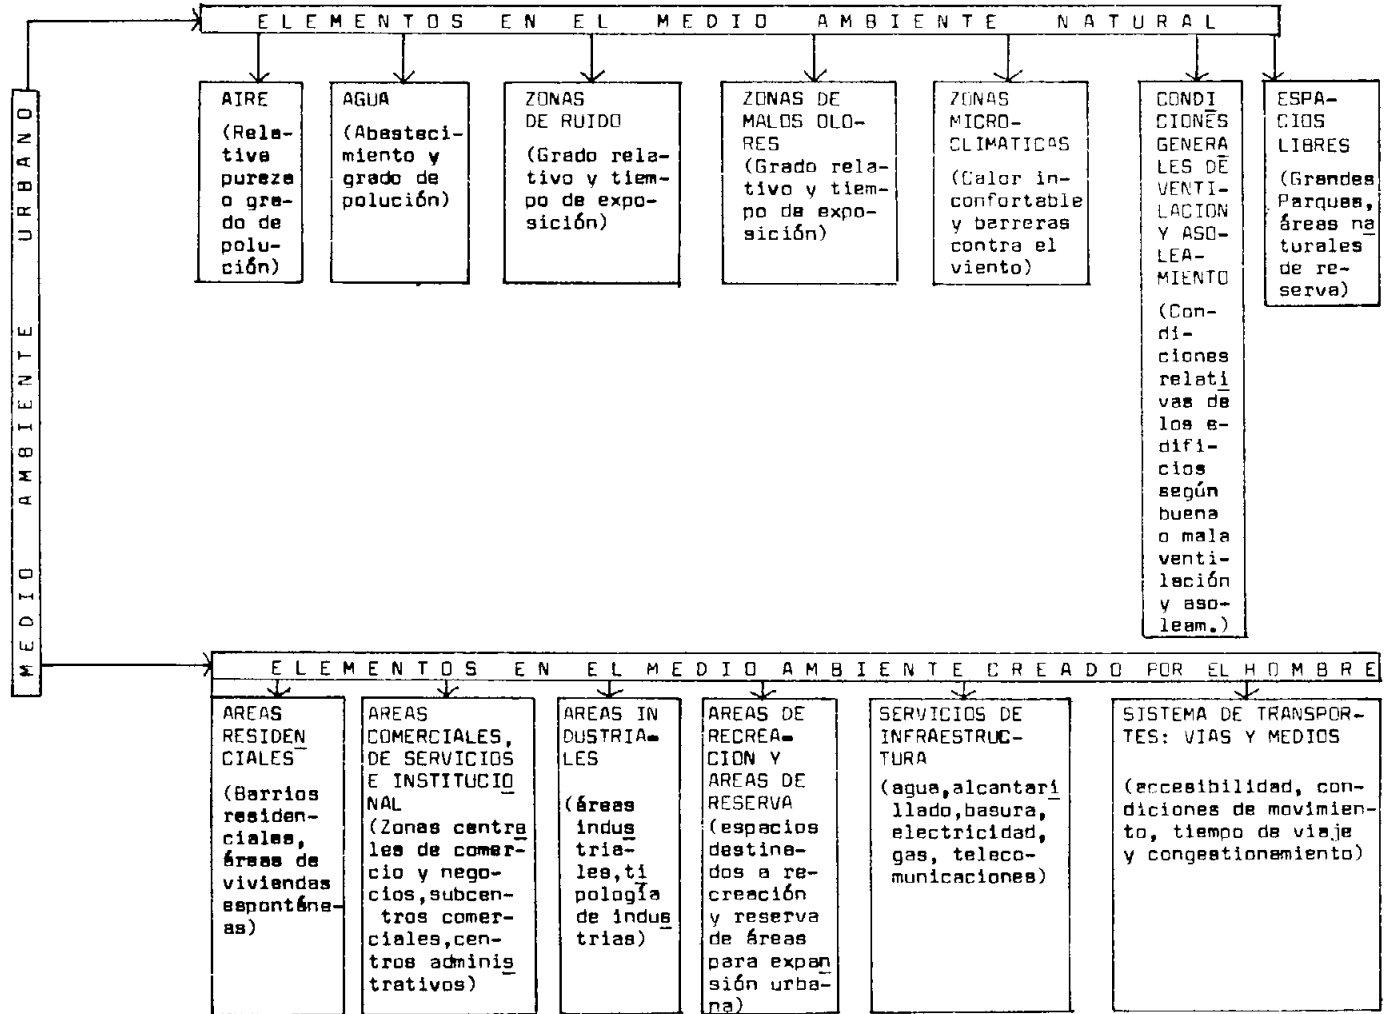 MEDIO AMBIENTE URBANO
ELEMENTOS EN EL MEDIO AMBIENTE NATURAL
AIRE
(Rela-
tiva
pureza
o gra-
do de
polu-
ción)
AGUA
(Abasteci-
miento y
grado de
polución)
ZONAS
DE RUIDO
(Grado rela-
tivo y tiem-
po de expo-
sición)
ZONAS DE
MALOS OLO-
RES
(Grado rela-
tivo y tiem-
po de expo-
sición)
ZONAS
MICRO-
CLIMATICAS
(Calor in-
confortable
y barreras
contra el
viento)
CONDI
CIONES
GENERA
LES DE
VENTI-
LACION
Y ASO-
LEA-
MIENTO
(Con-
di-
ciones
relati
vas de
los e-
difi-
cios
según
buena
o mala
venti-
lación
y aso-
leam.)
ESPA-
CIOS
LIBRES
(Grandes
Parques,
áreas na
turales
de re-
serva)
ELEMENTOS EN EL MEDIO AMBIENTE CREADO POR EL HOMBRE
AREAS
RESIDEN
CIALES
(Barrios
residen-
ciales,
áreas de
viviendas
espontáne-
as)
AREAS
COMERCIALES,
DE SERVICIOS
E INSTITUCIO
NAL
(Zonas centra
les de comer-
cio y nego-
cios,subcen-
tros comer-
ciales,cen-
tros adminis
trativos)
AREAS IN
DUSTRIA-
LES
(áreas
indus
tria-
les,ti
pología
de indus
trias)
AREAS DE
RECREA-
CION Y
AREAS DE
RESERVA
(espacios
destina-
dos a re-
creación
y reserva
de áreas
para expan
sión urba-
na)
SERVICIOS DE
INFRAESTRUC-
TURA
(agua,alcantari
llado,basura,
electricidad,
gas, teleco-
municaciones)
SISTEMA DE TRANSPOR-
TES: VIAS Y MEDIOS
(accesibilidad, con-
diciones de movimien-
to, tiempo de viaje
y congestionamiento)